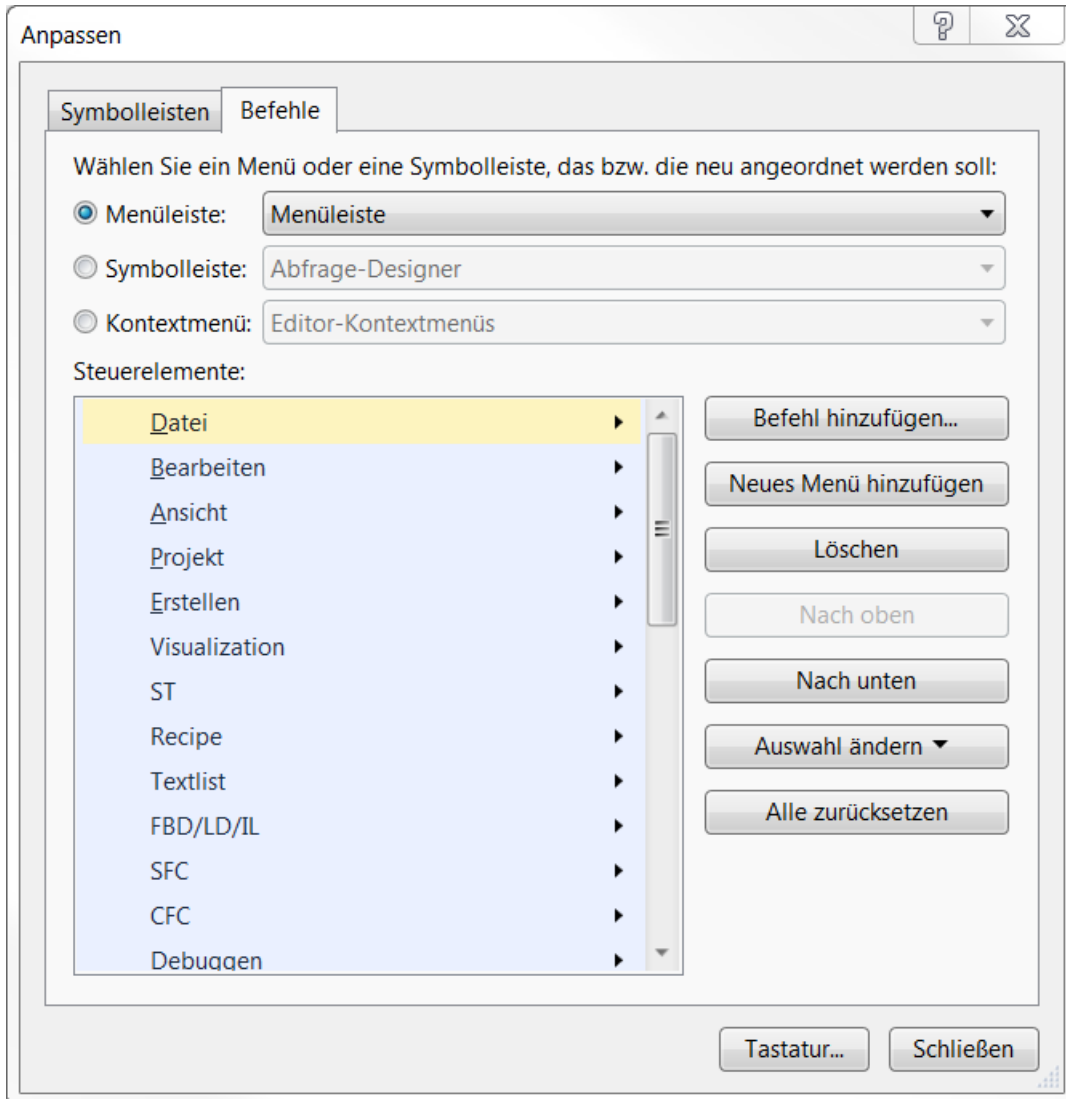 Anpassen
Symbolleisten Befehle
Wählen Sie ein Menü oder eine Symbolleiste, das bzw. die neu angeordnet werden soll:
Menüleiste: Menüleiste
Symbolleiste: Abfrage-Designer
Kontextmenü: Editor-Kontextmenüs
Steuerelemente:
Datei
Bearbeiten
Ansicht
Projekt
Erstellen
Visualization
ST
Recipe
Textlist
FBD/LD/IL
SFC
CFC
Debuggen
Befehl hinzufügen...
Neues Menü hinzufügen
Löschen
Nach oben
Nach unten
Auswahl ändern
Alle zurücksetzen
Tastatur... Schließen